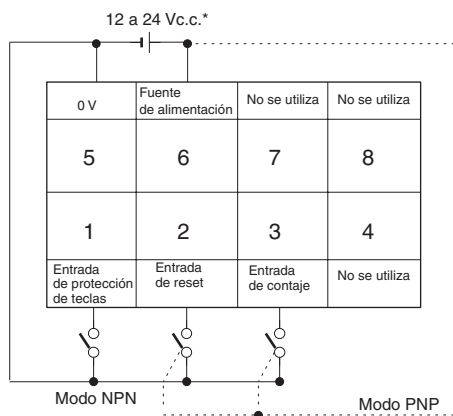 12 a 24 Vc.c.*
0 V
Fuente
de alimentación
No se utiliza
No se utiliza
5
6
7
8
1
2
3
4
Entrada
de protección
de teclas
Entrada
de reset
Entrada
de contaje
No se utiliza
Modo NPN
Modo PNP